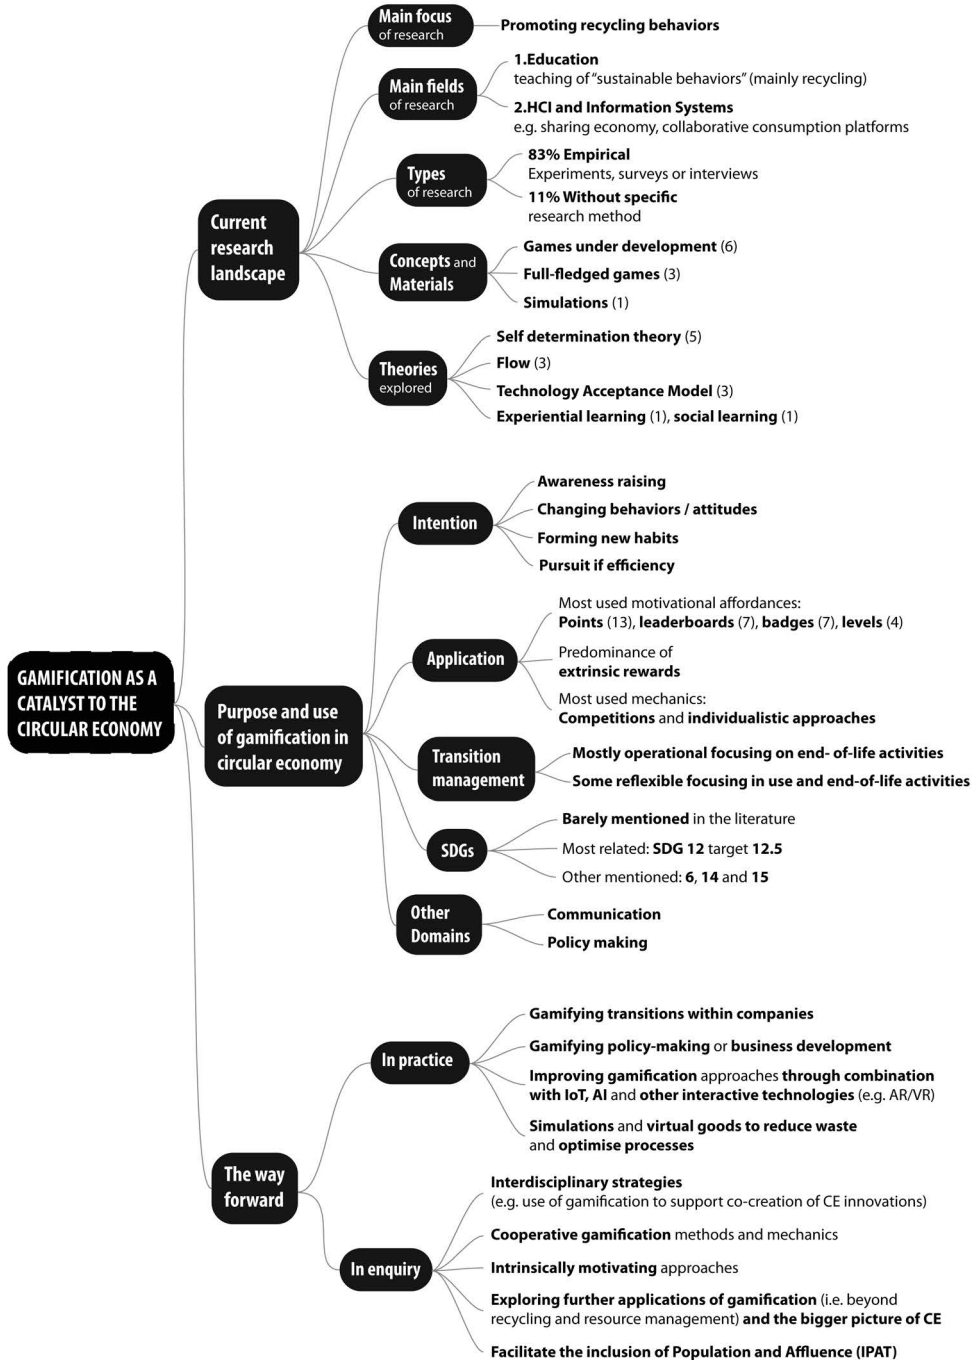 Main focus
of research
Promoting recycling behaviors
Main fields
of research
1.Education
teaching of “sustainable behaviors” (mainly recycling)
2.HCI and Information Systems
e.g. sharing economy, collaborative consumption platforms
Types
of research
83% Empirical
Experiments, surveys or interviews
11% Without specific
research method
Current
research
landscape
Concepts and
Materials
Games under development (6)
Full-fledged games (3)
Simulations (1)
Theories
explored
Self determination theory (5)
Flow (3)
Technology Acceptance Model (3)
Experiential learning (1), social learning (1)
GAMIFICATION AS A
CATALYST TO THE
CIRCULAR ECONOMY
Purpose and use
of gamification in
circular economy
Intention
Awareness raising
Changing behaviors / attitudes
Forming new habits
Pursuit if efficiency
Application
Most used motivational affordances:
Points (13), leaderboards (7), badges (7), levels (4)
Predominance of
extrinsic rewards
Most used mechanics:
Competitions and individualistic approaches
Transition
management
Mostly operational focusing on end- of-life activities
Some reflexible focusing in use and end-of-life activities
SDGs
Barely mentioned in the literature
Most related: SDG 12 target 12.5
Other mentioned: 6, 14 and 15
Other
Domains
Communication
Policy making
The way
forward
In practice
Gamifying transitions within companies
Gamifying policy-making or business development
Improving gamification approaches through combination
with IoT, AI and other interactive technologies (e.g. AR/VR)
Simulations and virtual goods to reduce waste
and optimise processes
In enquiry
Interdisciplinary strategies
(e.g. use of gamification to support co-creation of CE innovations)
Cooperative gamification methods and mechanics
Intrinsically motivating approaches
Exploring further applications of gamification (i.e. beyond
recycling and resource management) and the bigger picture of CE
Facilitate the inclusion of Population and Affluence (IPAT)